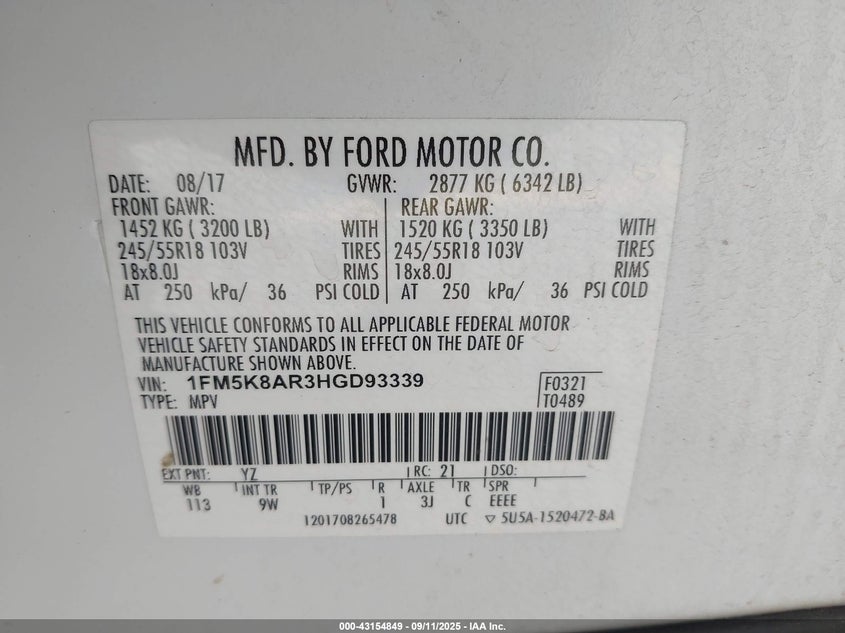 MFD. BY FORD MOTOR CO.
DATE: 08/17 GVWR: 2877 KG ( 6342 LB)
FRONT GAWR: REAR GAWR:
1452 KG ( 3200 LB) WITH 1520 KG ( 3350 LB) WITH
245/55R18 103V TIRES 245/55R18 103V TIRES
18x8.0J RIMS 18x8.0J RIMS
AT 250 kPa/ 36 PSI COLD AT 250 kPa/ 36 PSI COLD
THIS VEHICLE CONFORMS TO ALL APPLICABLE FEDERAL MOTOR
VEHICLE SAFETY STANDARDS IN EFFECT ON THE DATE OF
MANUFACTURE SHOWN ABOVE.
VIN: 1FM5K8AR3HGD93339 F0321
TYPE: MPV T0489
EXT PNT: YZ RC: 21 DSO:
WB INT TR TP/PS R AXLE TR SPR
113 9W 1 3J C EEEE
1201708265478 UTC ▽ 5U5A-1520472-BA
000-43154849 - 09/11/2025 - IAA Inc.